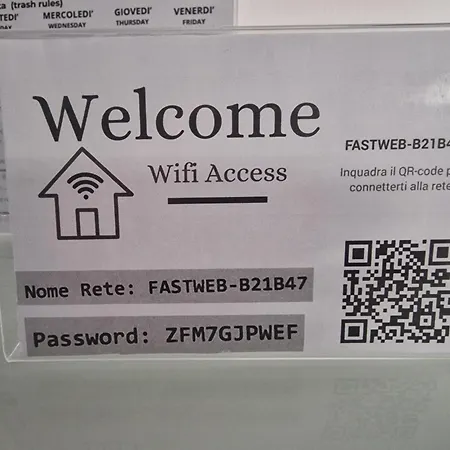 (trash rules)
MERCOLEDI' GIOVEDI' VENERDI'
WEDNESDAY THURSDAY FRIDAY
Welcome
Wifi Access
FASTWEB-B21B4
Inquadra il QR-code p
connetterti alla rete
Nome Rete: FASTWEB-B21B47
Password: ZFM7GJPWEF